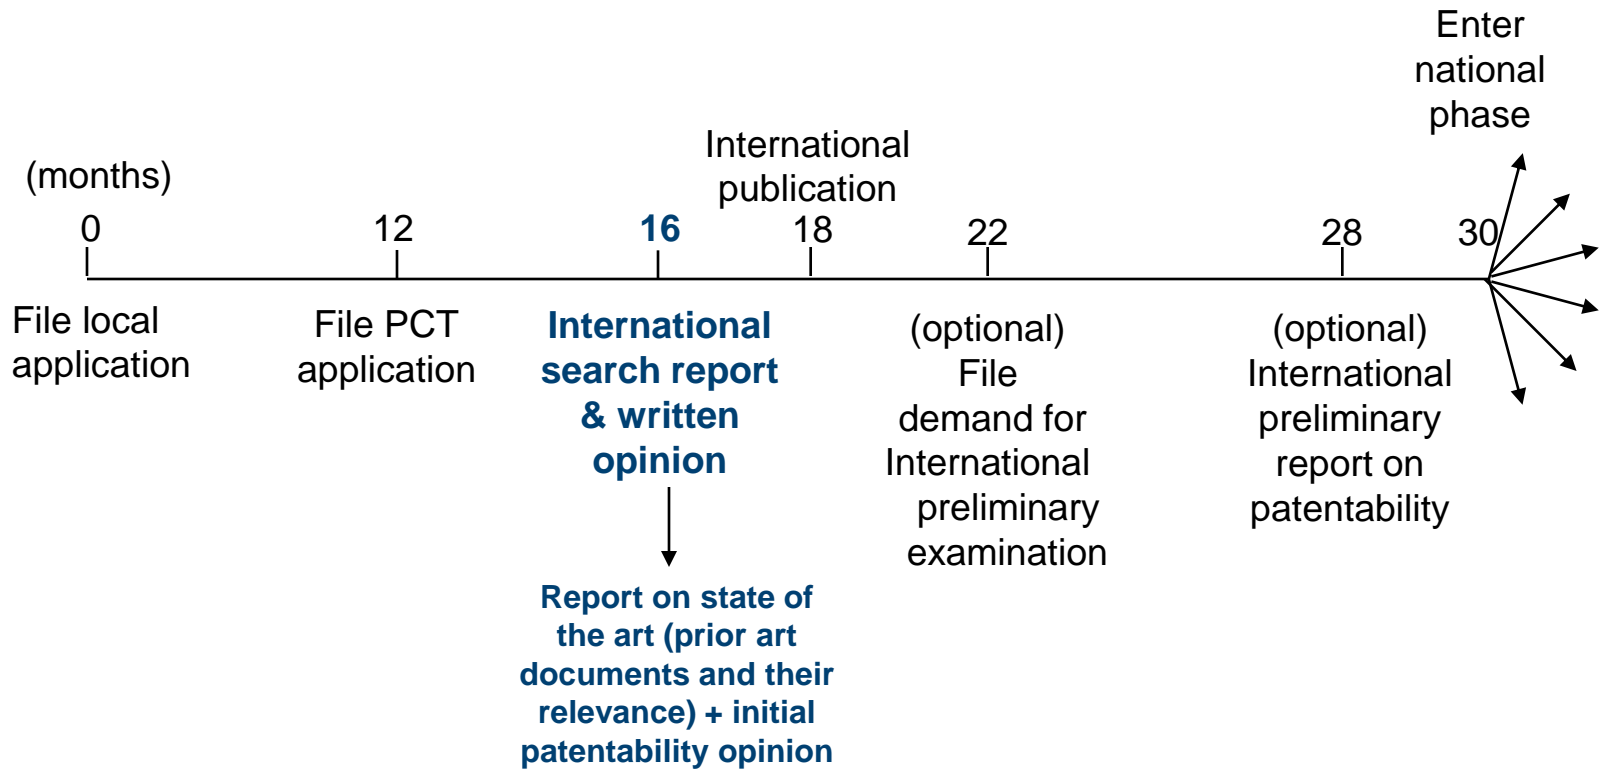 Enter
national
phase
International
publication
(months)
0
12
16
18
22
28
30
File local
application
File PCT
application
International
search report
& written
opinion
(optional)
File
demand for
International
preliminary
examination
(optional)
International
preliminary
report on
patentability
Report on state of
the art (prior art
documents and their
relevance) + initial
patentability opinion